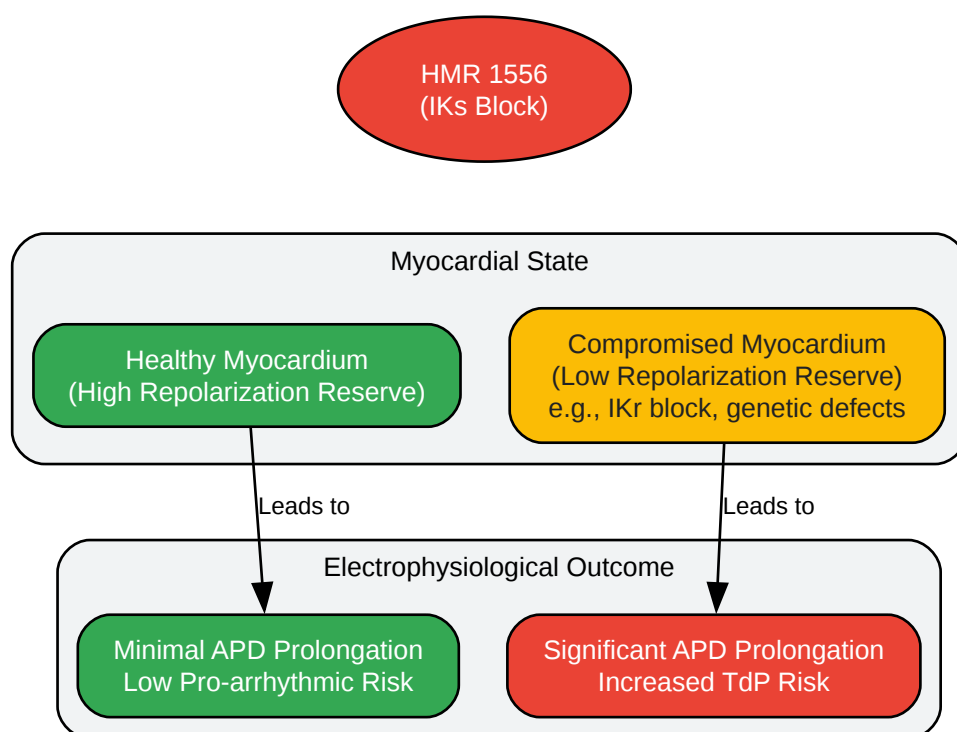 HMR 1556
(IKs Block)
Myocardial State
Healthy Myocardium
(High Repolarization Reserve)
Compromised Myocardium
(Low Repolarization Reserve)
e.g., IKr block, genetic defects
Leads to
Leads to
Electrophysiological Outcome
Minimal APD Prolongation
Low Pro-arrhythmic Risk
Significant APD Prolongation
Increased TdP Risk